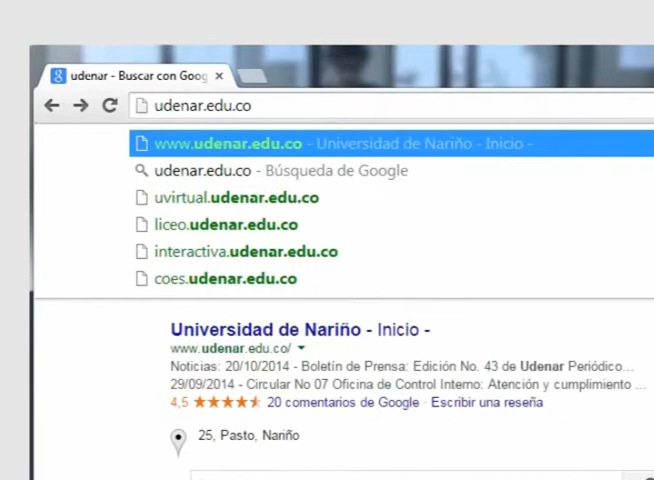 udenar - Buscar con Goog
udenar.edu.co
www.udenar.edu.co - Universidad de Nariño - Inicio -
udenar.edu.co - Búsqueda de Google
uvirtual.udenar.edu.co
liceo.udenar.edu.co
interactiva.udenar.edu.co
coes.udenar.edu.co
Universidad de Nariño - Inicio -
www.udenar.edu.co/
Noticias: 20/10/2014 - Boletín de Prensa: Edición No. 43 de Udenar Periódico...
29/09/2014 - Circular No 07 Oficina de Control Interno: Atención y cumplimiento ...
4,5 ★★★★★ 20 comentarios de Google - Escribir una reseña
25, Pasto, Nariño